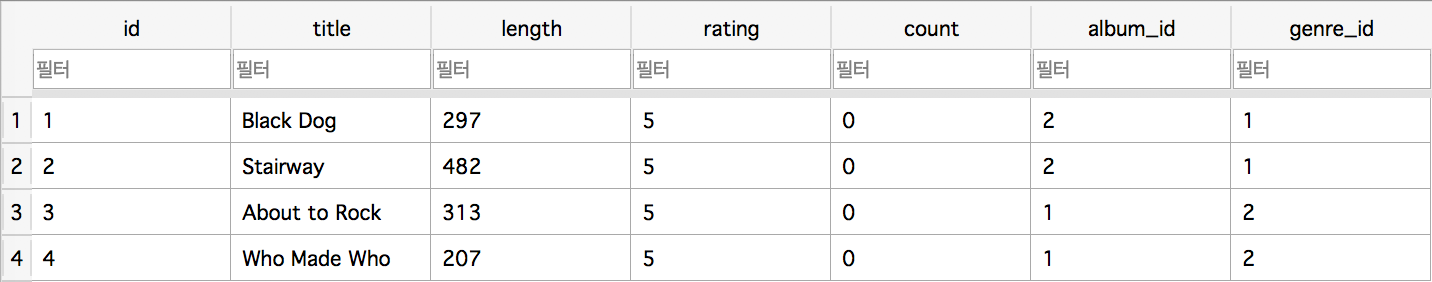 id title length rating count album_id genre_id
필터 필터 필터 필터 필터 필터 필터
1 1 Black Dog 297 5 0 2 1
2 2 Stairway 482 5 0 2 1
3 3 About to Rock 313 5 0 1 2
4 4 Who Made Who 207 5 0 1 2